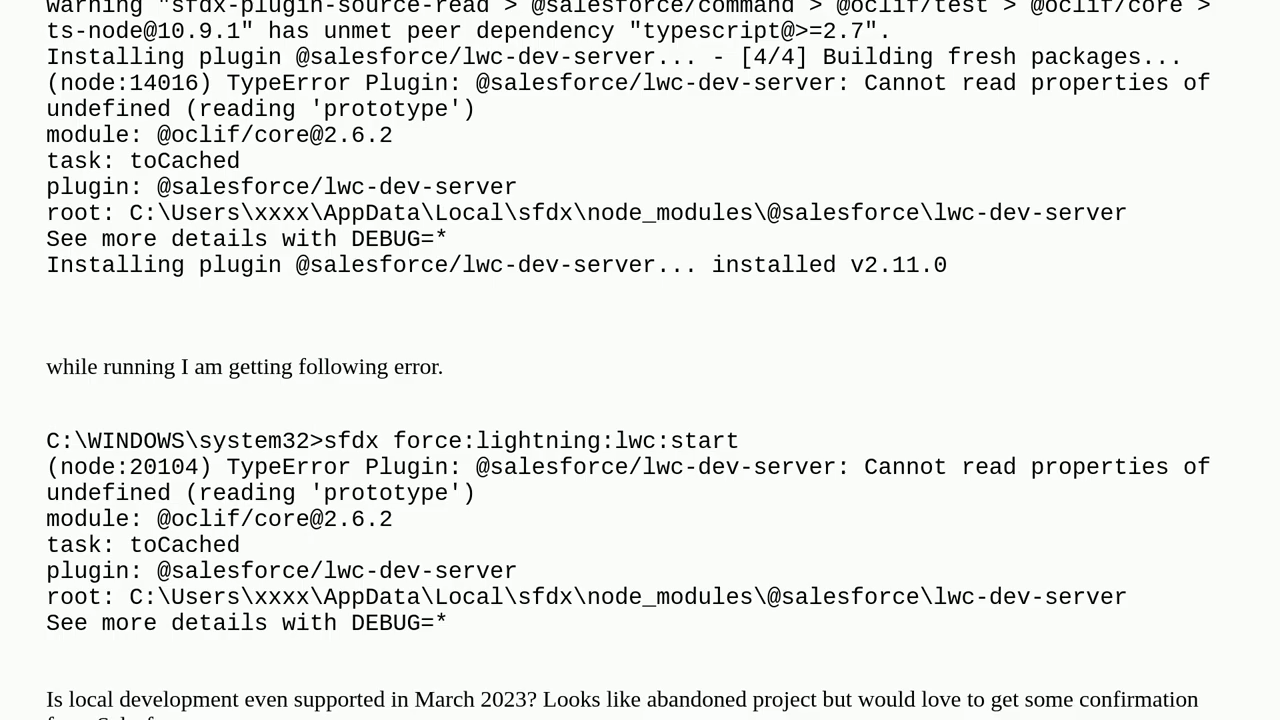 warning "sfdx-plugin-source-read > @salesforce/command > @oclif/test > @oclif/core >
ts-node@10.9.1" has unmet peer dependency "typescript@>=2.7".
Installing plugin @salesforce/lwc-dev-server... - [4/4] Building fresh packages...
(node:14016) TypeError Plugin: @salesforce/lwc-dev-server: Cannot read properties of
undefined (reading 'prototype')
module: @oclif/core@2.6.2
task: toCached
plugin: @salesforce/lwc-dev-server
root: C:\Users\xxxx\AppData\Local\sfdx\node_modules\@salesforce\lwc-dev-server
See more details with DEBUG=*
Installing plugin @salesforce/lwc-dev-server... installed v2.11.0
while running I am getting following error.
C:\WINDOWS\system32>sfdx force:lightning:lwc:start
(node:20104) TypeError Plugin: @salesforce/lwc-dev-server: Cannot read properties of
undefined (reading 'prototype')
module: @oclif/core@2.6.2
task: toCached
plugin: @salesforce/lwc-dev-server
root: C:\Users\xxxx\AppData\Local\sfdx\node_modules\@salesforce\lwc-dev-server
See more details with DEBUG=*
Is local development even supported in March 2023? Looks like abandoned project but would love to get some confirmation